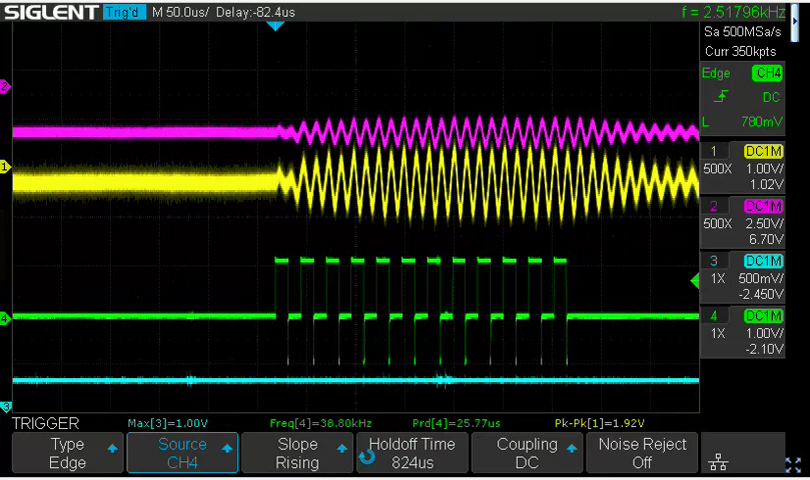 SIGLENT Trig'd M 50.0us/ Delay:-82.4us f = 2.51796kHz
Sa 500MSa/s
Curr 350kpts
Edge CH4
DC
L 780mV
1 DC1M
500X 1.00V/
1.02V
2 DC1M
500X 2.50V/
6.70V
3 DC1M
1X 500mV/
-2.450V
4 DC1M
1X 1.00V/
-2.10V
2
1
4
3
TRIGGER Max[3]=1.00V Freq[4]=38.80kHz Prd[4]=25.77us Pk-Pk[1]=1.92V
Type
Edge
Source
CH4
Slope
Rising
Holdoff Time
824us
Coupling
DC
Noise Reject
Off